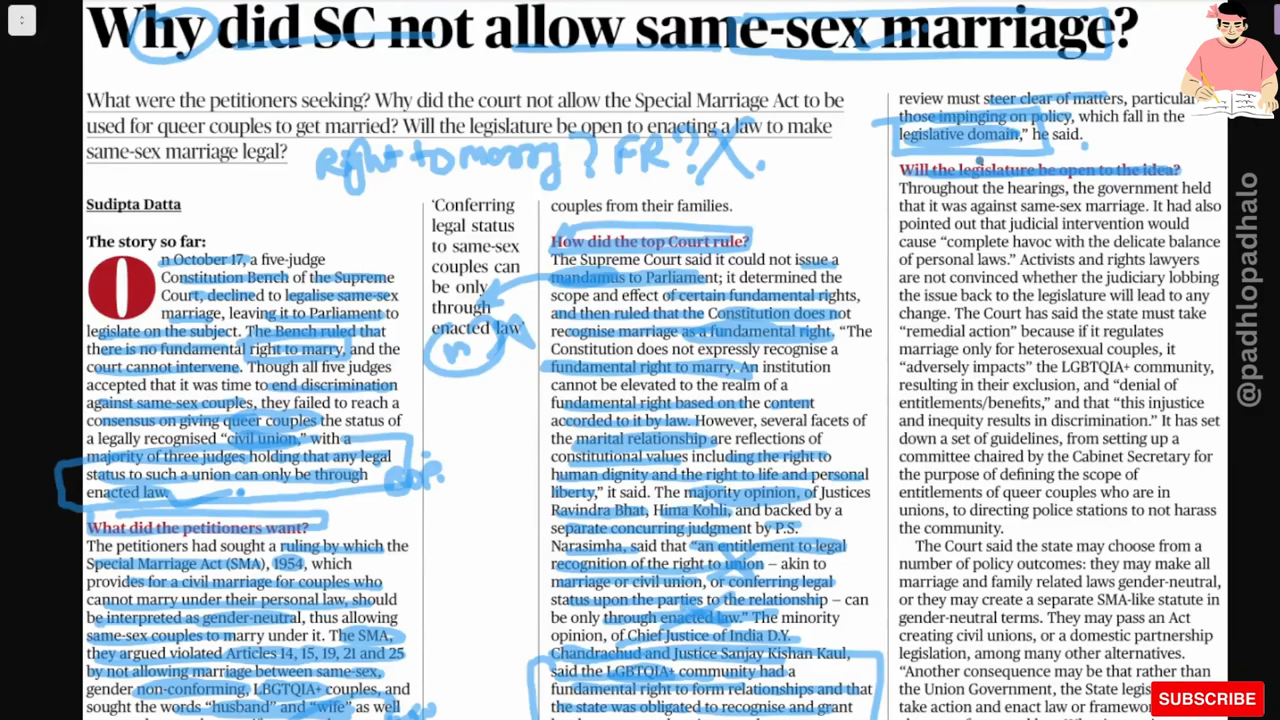 Why did SC not allow same-sex marriage?
What were the petitioners seeking? Why did the court not allow the Special Marriage Act to be
used for queer couples to get married? Will the legislature be open to enacting a law to make
same-sex marriage legal?
Right to marry? FR? X.
Sudipta Datta
The story so far:
On October 17, a five-judge
Constitution Bench of the Supreme
Court, declined to legalise same-sex
marriage, leaving it to Parliament to
legislate on the subject. The Bench ruled that
there is no fundamental right to marry, and the
court cannot intervene. Though all five judges
accepted that it was time to end discrimination
against same-sex couples, they failed to reach a
consensus on giving queer couples the status of
a legally recognised “civil union,” with a
majority of three judges holding that any legal
status to such a union can only be through
enacted law.
What did the petitioners want?
The petitioners had sought a ruling by which the
Special Marriage Act (SMA), 1954, which
provides for a civil marriage for couples who
cannot marry under their personal law, should
be interpreted as gender-neutral, thus allowing
same-sex couples to marry under it. The SMA,
they argued violated Articles 14, 15, 19, 21 and 25
by not allowing marriage between same-sex,
gender non-conforming, LBGTQIA+ couples, and
sought the words “husband” and “wife” as well
‘Conferring
legal status
to same-sex
couples can
be only
through
enacted law’
couples from their families.
How did the top Court rule?
The Supreme Court said it could not issue a
mandamus to Parliament; it determined the
scope and effect of certain fundamental rights,
and then ruled that the Constitution does not
recognise marriage as a fundamental right. “The
Constitution does not expressly recognise a
fundamental right to marry. An institution
cannot be elevated to the realm of a
fundamental right based on the content
accorded to it by law. However, several facets of
the marital relationship are reflections of
constitutional values including the right to
human dignity and the right to life and personal
liberty,” it said. The majority opinion, of Justices
Ravindra Bhat, Hima Kohli, and backed by a
separate concurring judgment by P.S.
Narasimha, said that “an entitlement to legal
recognition of the right to union – akin to
marriage or civil union, or conferring legal
status upon the parties to the relationship – can
be only through enacted law.” The minority
opinion, of Chief Justice of India D.Y.
Chandrachud and Justice Sanjay Kishan Kaul,
said the LGBTQIA+ community had a
fundamental right to form relationships and that
the state was obligated to recognise and grant
review must steer clear of matters, particular
those impinging on policy, which fall in the
legislative domain,” he said.
Will the legislature be open to the idea?
Throughout the hearings, the government held
that it was against same-sex marriage. It had also
pointed out that judicial intervention would
cause “complete havoc with the delicate balance
of personal laws.” Activists and rights lawyers
are not convinced whether the judiciary lobbing
the issue back to the legislature will lead to any
change. The Court has said the state must take
“remedial action” because if it regulates
marriage only for heterosexual couples, it
“adversely impacts” the LGBTQIA+ community,
resulting in their exclusion, and “denial of
entitlements/benefits,” and that “this injustice
and inequity results in discrimination.” It has set
down a set of guidelines, from setting up a
committee chaired by the Cabinet Secretary for
the purpose of defining the scope of
entitlements of queer couples who are in
unions, to directing police stations to not harass
the community.
The Court said the state may choose from a
number of policy outcomes: they may make all
marriage and family related laws gender-neutral,
or they may create a separate SMA-like statute in
gender-neutral terms. They may pass an Act
creating civil unions, or a domestic partnership
legislation, among many other alternatives.
“Another consequence may be that rather than
the Union Government, the State legis
take action and enact law or framewor
@padhlopadhalo
SUBSCRIBE